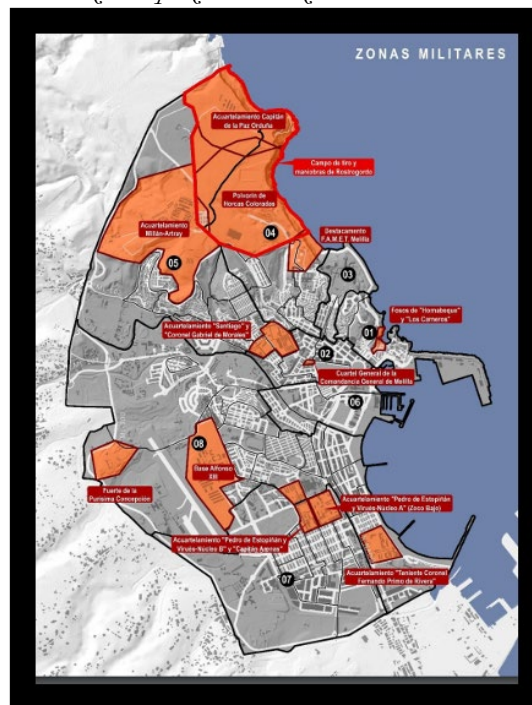 ZONAS MILITARES
Acuartelamiento Capitán
de la Paz Orduña
Campo de tiro y
maniobras de Rostrogordo
Polvorín de
Horcas Coloradas
Acuartelamiento
Millán-Astray
Destacamento
F.A.M.E.T. Melilla
04
05
03
Fosos de "Hornabeque"
y "Los Carneros"
01
Acuartelamiento "Santiago" y
"Coronel Gabriel de Morales"
02
Cuartel General de la
Comandancia General de Melilla
06
08
Base Alfonso
XIII
Fuerte de la
Purísima Concepción
Acuartelamiento "Pedro de Estopiñán
y Virués-Núcleo A" (Zoco Bajo)
Acuartelamiento "Pedro de Estopiñán y
Virués-Núcleo B" y "Capitán Arenas"
Acuartelamiento "Teniente Coronel
Fernando Primo de Rivera"
07